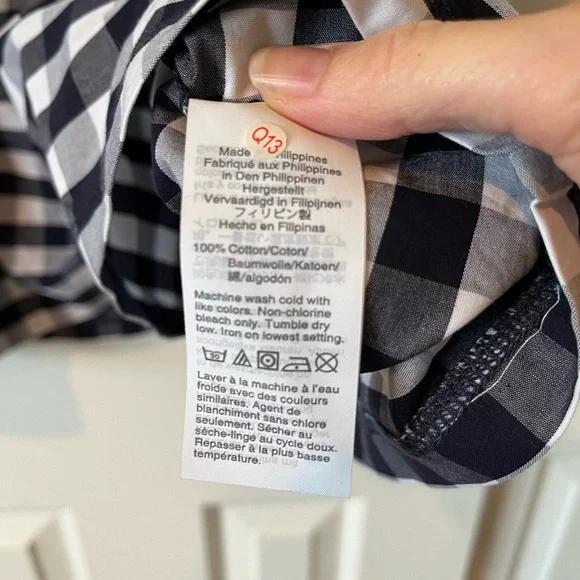 Q13
Made ilippines
Fabriqué aux Philippines
in Den Philippinen
Hergestellt
Vervaardigd in Filipijnen
フィリピン製
Hecho en Filipinas
100% Cotton/Coton/
Baumwolle/Katoen/
綿/algodón
Machine wash cold with
like colors. Non-chlorine
bleach only. Tumble dry
low. Iron on lowest setting.
30
Laver à la machine à l'eau
froide avec des couleurs
similaires. Agent de
blanchiment sans chlore
seulement. Sécher au
sèche-linge au cycle doux.
Repasser à la plus basse
température.